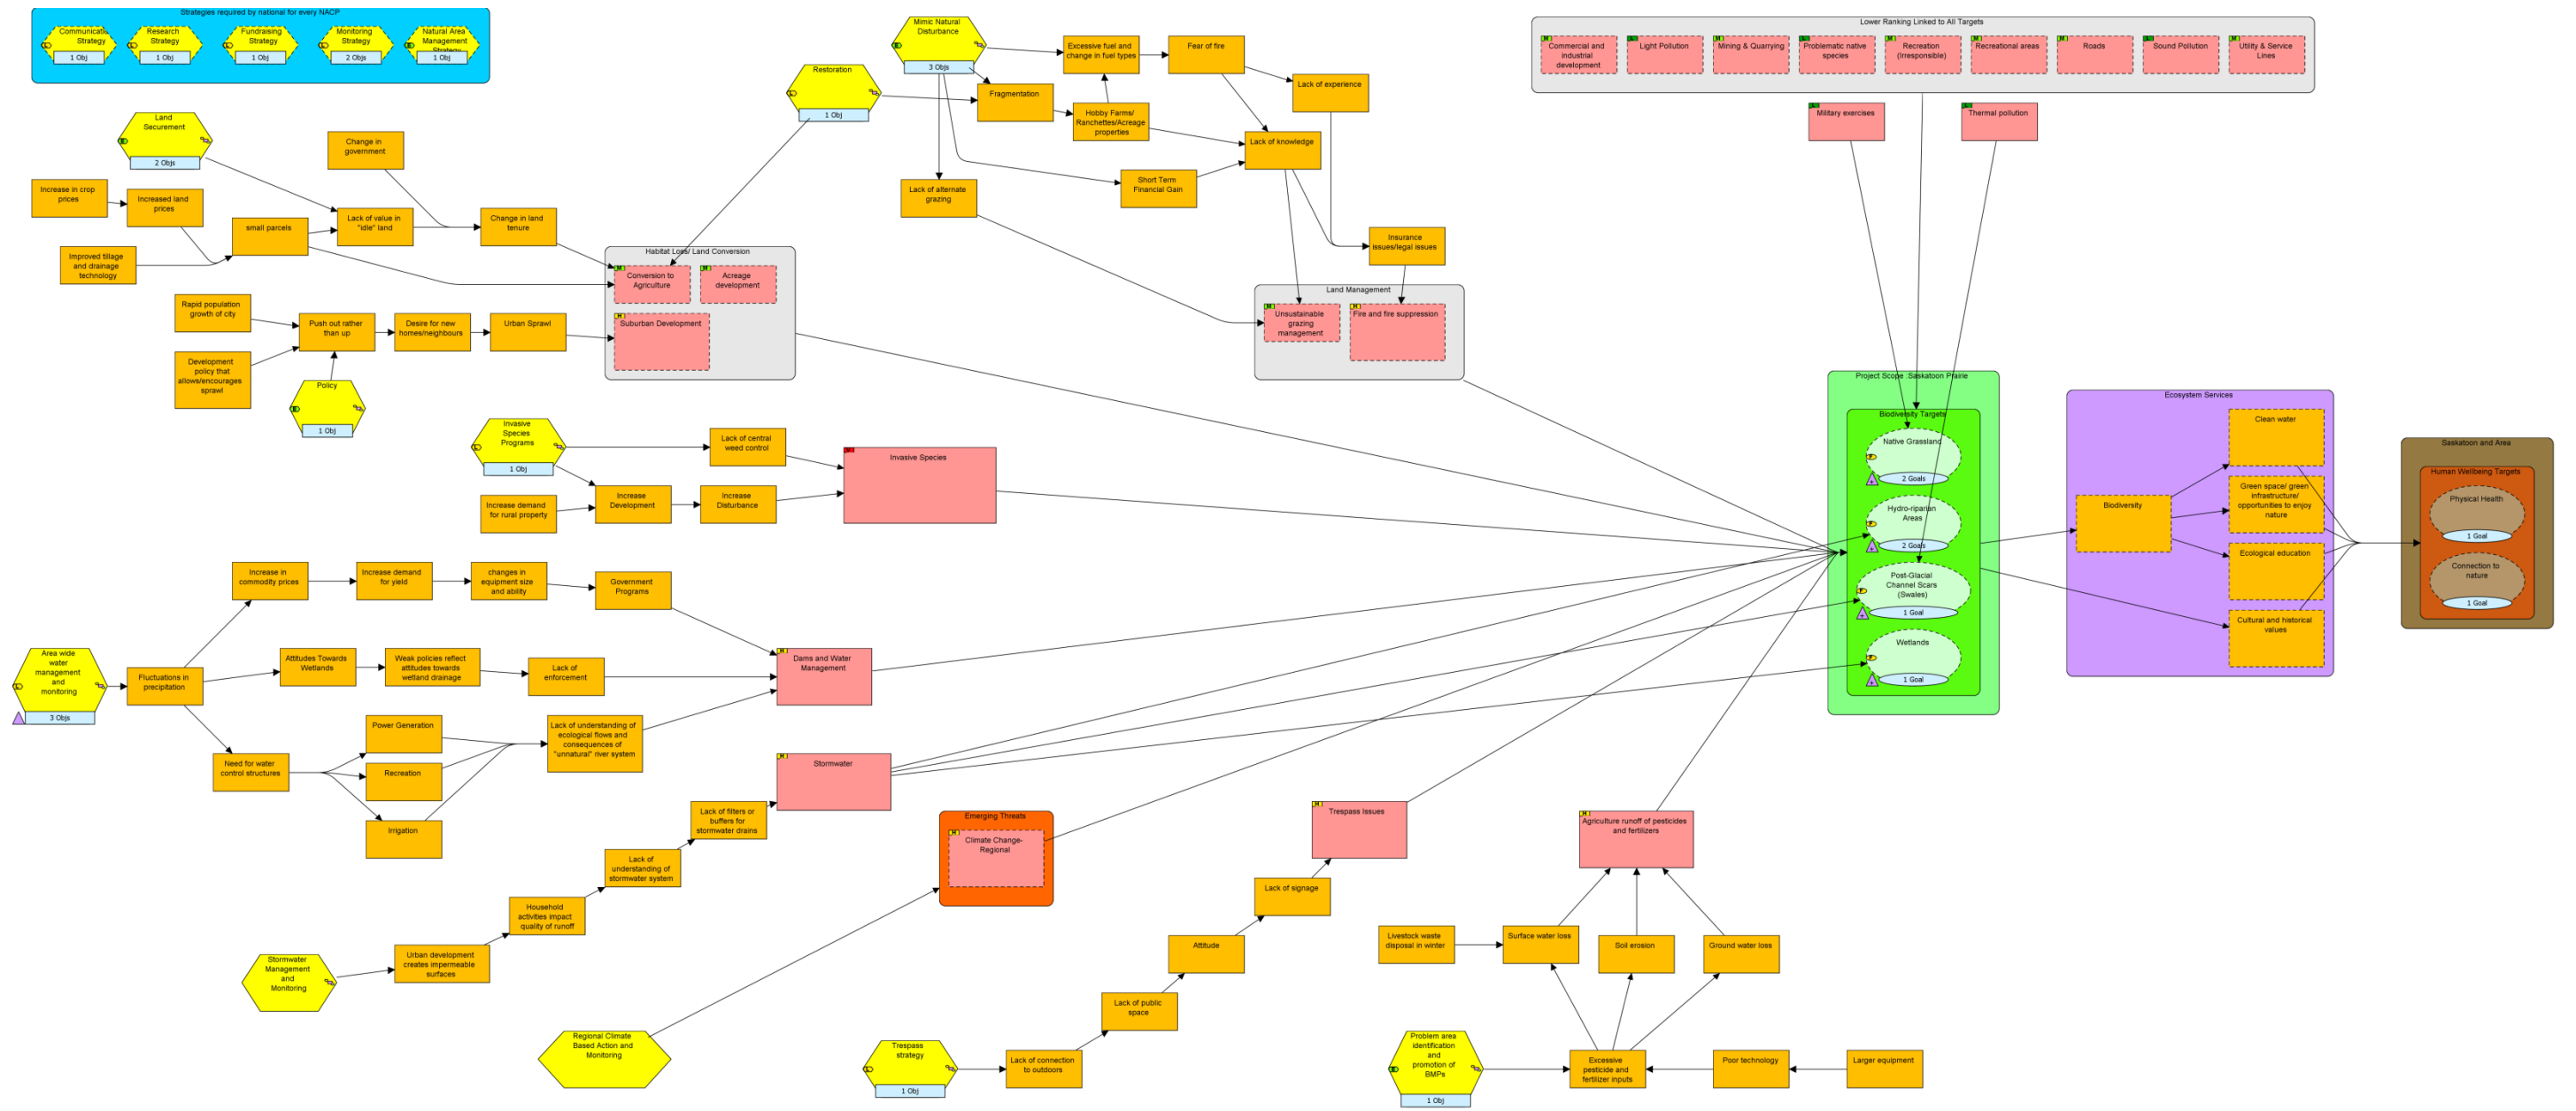 Strategies required by national for every NACP
Communicatio
Strategy
1 Obj
Research
Strategy
1 Obj
Fundraising
Strategy
1 Obj
Monitoring
Strategy
2 Objs
Natural Area
Management
Strategy
1 Obj
Mimic Natural
Disturbance
3 Objs
Restoration
1 Obj
Excessive fuel and
change in fuel types
Fear of fire
Lack of experience
Fragmentation
Hobby Farms/
Ranchettes/Acreage
properties
Lack of knowledge
Lack of alternate
grazing
Short Term
Financial Gain
Insurance
issues/legal issues
Lower Ranking Linked to All Targets
M
Commercial and
industrial
development
L
Light Pollution
M
Mining & Quarrying
L
Problematic native
species
M
Recreation
(Irresponsible)
M
Recreational areas
M
Roads
L
Sound Pollution
M
Utility & Service
Lines
L
Military exercises
L
Thermal pollution
Land
Securement
2 Objs
Change in
government
Increase in crop
prices
Increased land
prices
small parcels
Lack of value in
"idle" land
Change in land
tenure
Improved tillage
and drainage
technology
Habitat Loss/ Land Conversion
M
Conversion to
Agriculture
M
Acreage
development
H
Suburban Development
Rapid population
growth of city
Push out rather
than up
Desire for new
homes/neighbours
Urban Sprawl
Development
policy that
allows/encourages
sprawl
Policy
1 Obj
Land Management
M
Unsustainable
grazing
management
H
Fire and fire suppression
Invasive
Species
Programs
1 Obj
Lack of central
weed control
Increase demand
for rural property
Increase
Development
Increase
Disturbance
Invasive Species
Project Scope :Saskatoon Prairie
Biodiversity Targets
Native Grassland
2 Goals
Hydro-riparian
Areas
2 Goals
Post-Glacial
Channel Scars
(Swales)
1 Goal
Wetlands
1 Goal
Ecosystem Services
Biodiversity
Clean water
Green space/ green
infrastructure/
opportunities to enjoy
nature
Ecological education
Cultural and historical
values
Saskatoon and Area
Human Wellbeing Targets
Physical Health
1 Goal
Connection to
nature
1 Goal
Increase in
commodity prices
Increase demand
for yield
changes in
equipment size
and ability
Government
Programs
Area wide
water
management
and
monitoring
3 Objs
Fluctuations in
precipitation
Attitudes Towards
Wetlands
Weak policies reflect
attitudes towards
wetland drainage
Lack of
enforcement
H
Dams and Water
Management
Need for water
control structures
Power Generation
Recreation
Irrigation
Lack of understanding of
ecological flows and
consequences of
"unnatural" river system
H
Stormwater
Lack of filters or
buffers for
stormwater drains
Lack of
understanding of
stormwater system
Household
activities impact
quality of runoff
Urban development
creates impermeable
surfaces
Stormwater
Management
and
Monitoring
Emerging Threats
H
Climate Change-
Regional
Regional Climate
Based Action and
Monitoring
H
Trespass Issues
Lack of signage
Attitude
Lack of public
space
Lack of connection
to outdoors
Trespass
strategy
1 Obj
H
Agriculture runoff of pesticides
and fertilizers
Livestock waste
disposal in winter
Surface water loss
Soil erosion
Ground water loss
Problem area
identification
and
promotion of
BMPs
1 Obj
Excessive
pesticide and
fertilizer inputs
Poor technology
Larger equipment